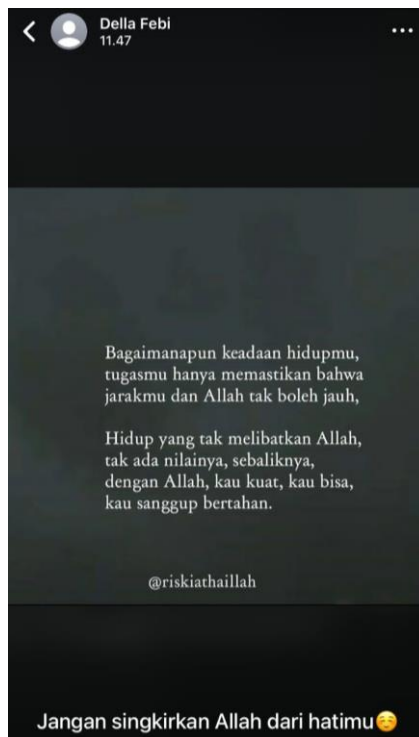 Della Febi
11.47
Bagaimanapun keadaan hidupmu,
tugasmu hanya memastikan bahwa
jarakmu dan Allah tak boleh jauh,
Hidup yang tak melibatkan Allah,
tak ada nilainya, sebaliknya,
dengan Allah, kau kuat, kau bisa,
kau sanggup bertahan.
@riskiathaillah
Jangan singkirkan Allah dari hatimu☺️